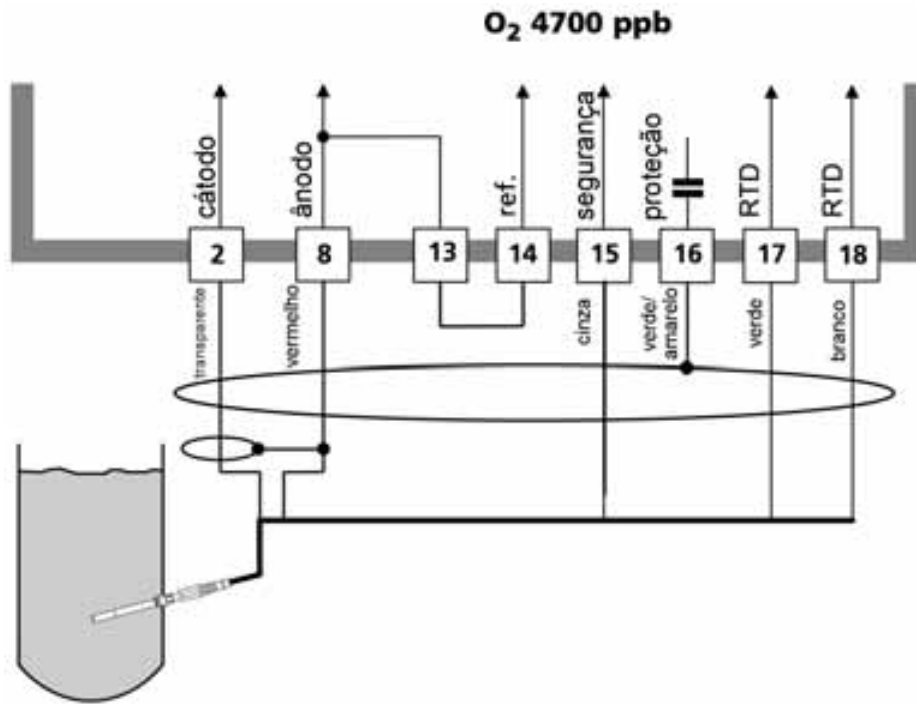 O₂ 4700 ppb
cátodo
ânodo
ref.
segurança
proteção
RTD
RTD
2
8
13
14
15
16
17
18
transparente
vermelho
cinza
verde/
amarelo
verde
branco